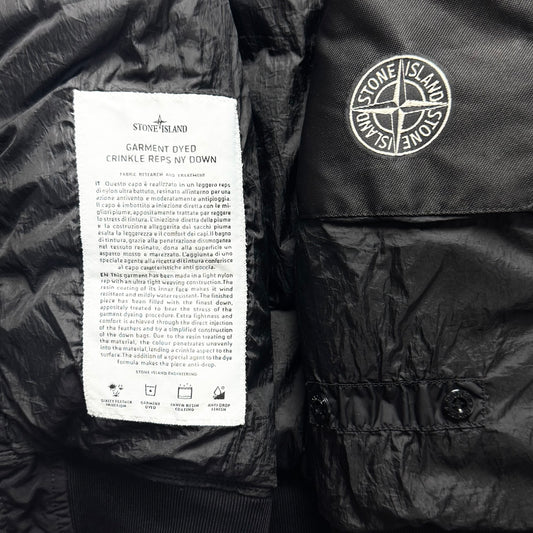 STONE ISLAND
GARMENT DYED
CRINKLE REPS NY DOWN
FABRIC RESEARCH AND TREATMENT
IT Questo capo è realizzato in un leggero reps
di nylon ultra battuto, resinato all'interno per una
azione antivento e moderatamente antipioggia.
Il capo è imbottito a iniezione diretta con le mi-
gliori piume, appositamente trattate per reggere
lo stress di tintura. L'iniezione diretta delle piume
e la costruzione alleggerita dai sacchi piuma
esalta la leggerezza e il comfort dei capi. Il bagno
di tintura, grazie alla penetrazione disomogenea
nel tessuto resinato, dona alla superficie un
aspetto mosso e marezzato. L'aggiunta di uno
speciale agente alla ricetta di tintura conferisce
al capo caratteristiche anti goccia.
EN This garment has been made in a light nylon
rep with an ultra tight weaving construction. The
resin coating of its inner face makes it wind
resistant and mildly water resistant. The finished
piece has been filled with the finest down,
appositely treated to bear the stress of the
garment dyeing procedure. Extra lightness and
comfort is achieved through the direct injection
of the feathers and by a simplified construction
of the down bags. Due to the resin treating of
the material, the colour penetrates unevenly
into the material, lending a crinkle aspect to the
surface. The addition of a special agent to the dye
formula makes the piece anti-drop.
STONE ISLAND ENGINEERING
DIRECT FEATHER
INJECTION
GARMENT
DYED
INNER RESIN
COATING
ANTI DROP
FINISH
STONE ISLAND
STONE ISLAND